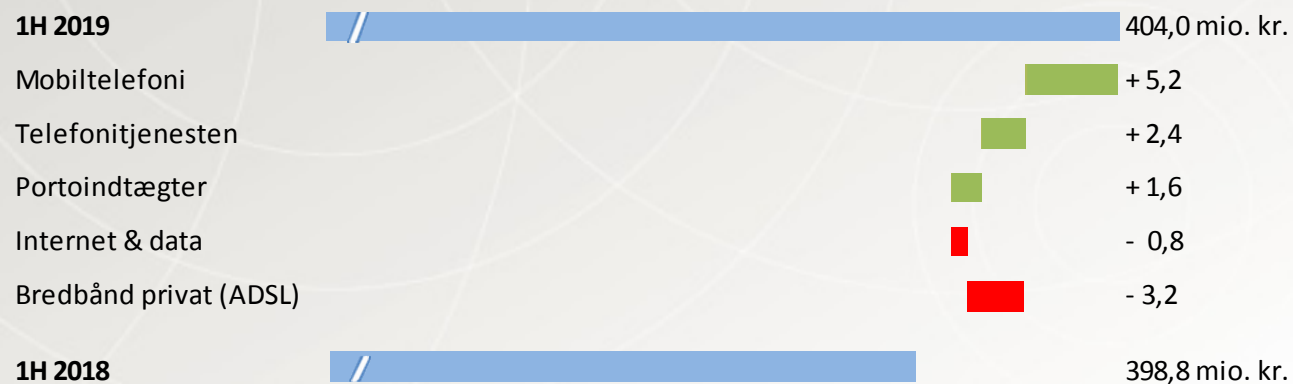 1H 2019 404,0 mio. kr.
Mobiltelefoni + 5,2
Telefonitjenesten + 2,4
Portoindtægter + 1,6
Internet & data - 0,8
Bredbånd privat (ADSL) - 3,2
1H 2018 398,8 mio. kr.